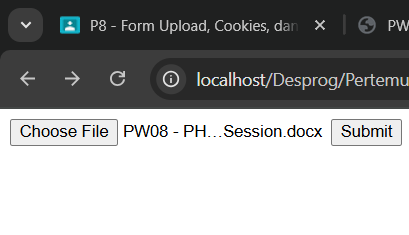 P8 - Form Upload, Cookies, dan
PW
localhost/Desprog/Pertemu
Choose File PW08 - PH...Session.docx Submit